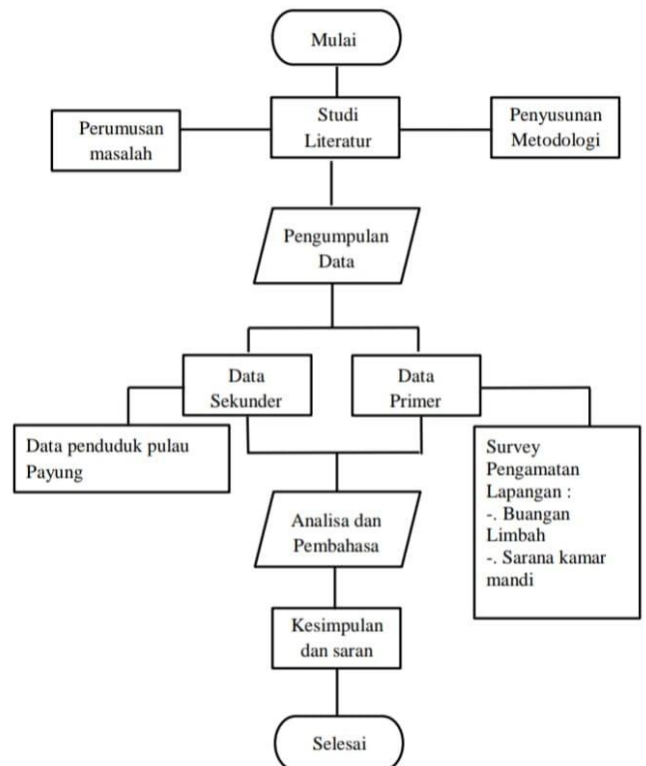 Mulai
Perumusan
masalah
Studi
Literatur
Penyusunan
Metodologi
Pengumpulan
Data
Data
Sekunder
Data
Primer
Data penduduk pulau
Payung
Survey
Pengamatan
Lapangan :
-. Buangan
Limbah
-. Sarana kamar
mandi
Analisa dan
Pembahasa
Kesimpulan
dan saran
Selesai